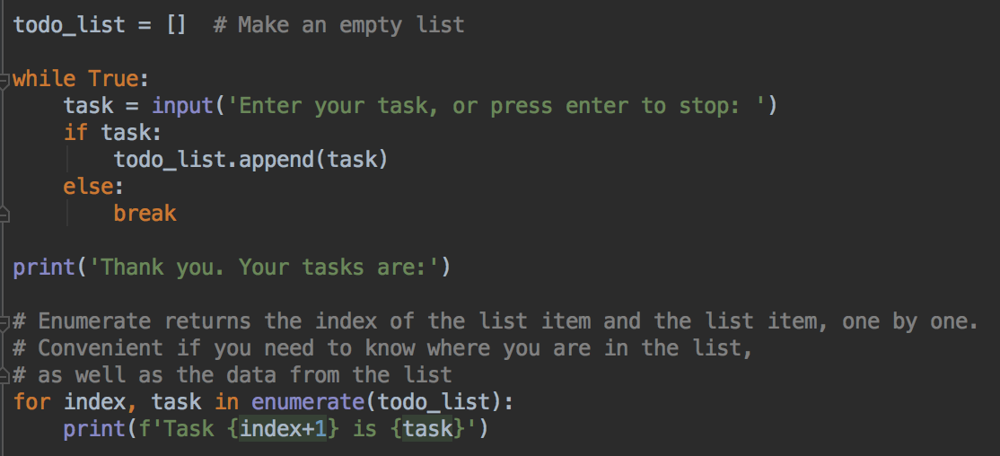 todo_list = []  # Make an empty list
while True:
    task = input('Enter your task, or press enter to stop: ')
    if task:
        todo_list.append(task)
    else:
        break
print('Thank you. Your tasks are:')
# Enumerate returns the index of the list item and the list item, one by one.
# Convenient if you need to know where you are in the list,
# as well as the data from the list
for index, task in enumerate(todo_list):
    print(f'Task {index+1} is {task}')